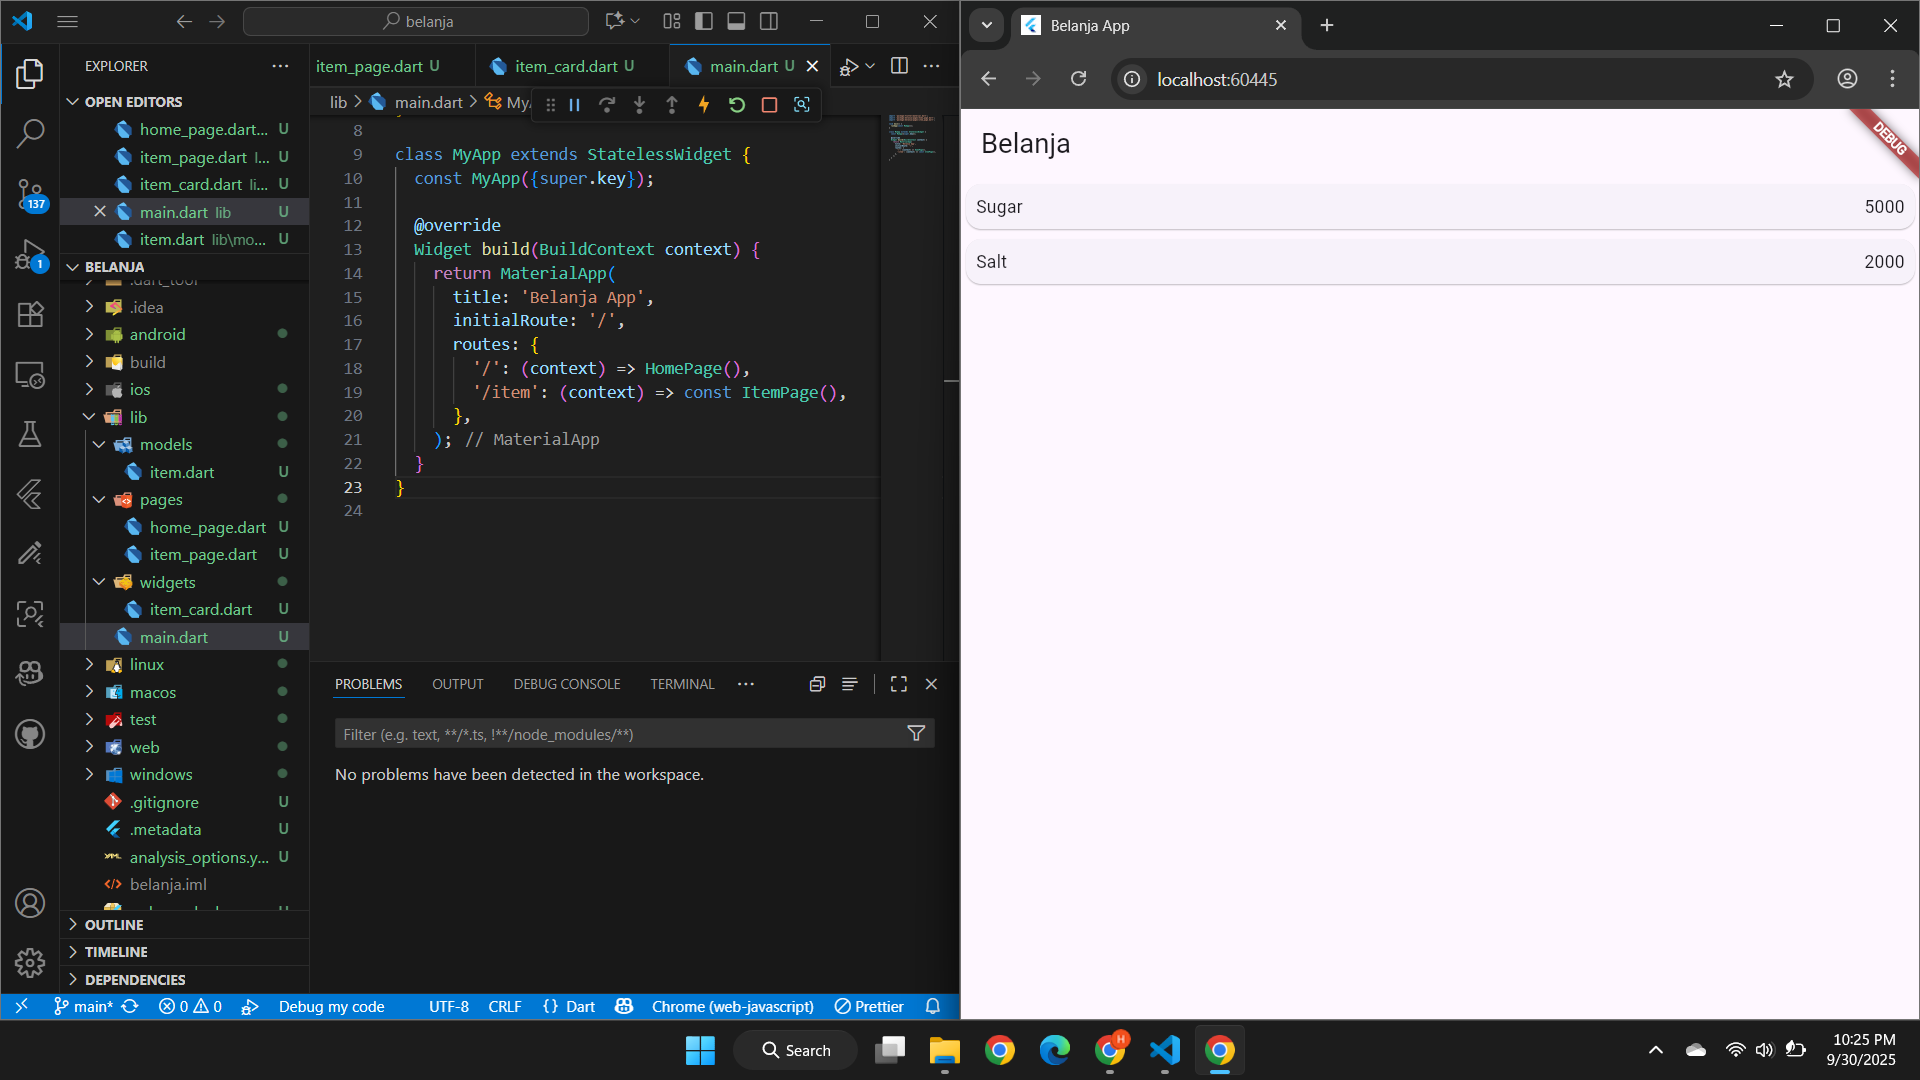 belanja
EXPLORER
OPEN EDITORS
home_page.dart... U
item_page.dart l... U
item_card.dart li... U
main.dart lib U
item.dart lib\mo... U
BELANJA
.dart_tool
.idea
android
build
ios
lib
models
item.dart U
pages
home_page.dart U
item_page.dart U
widgets
item_card.dart U
main.dart U
linux
macos
test
web
windows
.gitignore U
.metadata U
analysis_options.y... U
belanja.iml
OUTLINE
TIMELINE
DEPENDENCIES
137
1
item_page.dart U
item_card.dart U
main.dart U
lib > main.dart > My
8
9 class MyApp extends StatelessWidget {
10 const MyApp({super.key});
11
12 @override
13 Widget build(BuildContext context) {
14 return MaterialApp(
15 title: 'Belanja App',
16 initialRoute: '/',
17 routes: {
18 '/': (context) => HomePage(),
19 '/item': (context) => const ItemPage(),
20 },
21 ); // MaterialApp
22 }
23 }
24
PROBLEMS OUTPUT DEBUG CONSOLE TERMINAL
Filter (e.g. text, **/*.ts, !**/node_modules/**)
No problems have been detected in the workspace.
main* 0 0 Debug my code UTF-8 CRLF {} Dart Chrome (web-javascript) Prettier
Belanja App
localhost:60445
DEBUG
Belanja
Sugar 5000
Salt 2000
Search
H
10:25 PM
9/30/2025